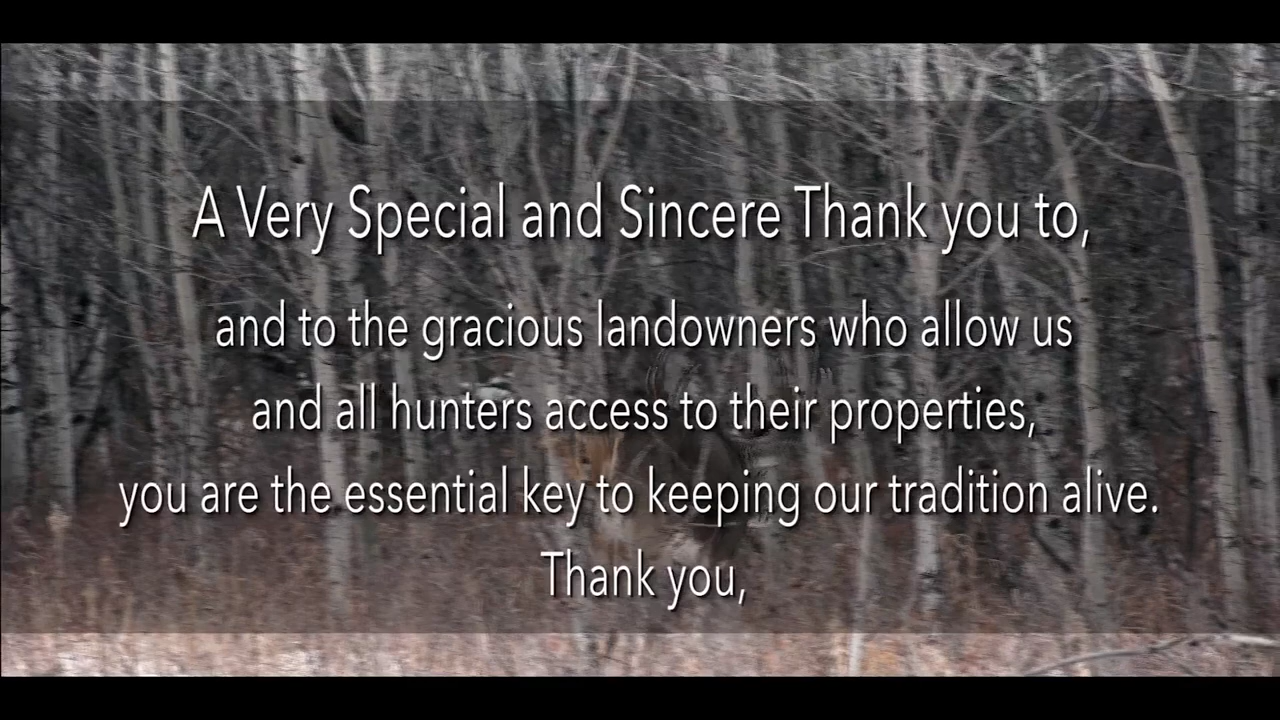 A Very Special and Sincere Thank you to,
and to the gracious landowners who allow us
and all hunters access to their properties,
you are the essential key to keeping our tradition alive.
Thank you,